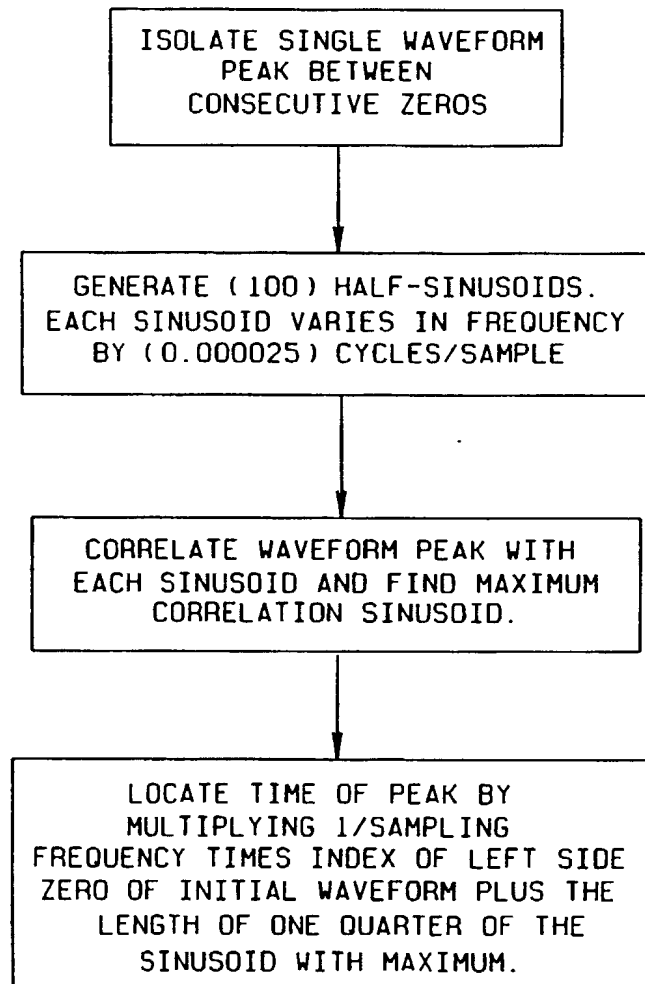 ISOLATE SINGLE WAVEFORM
PEAK BETWEEN
CONSECUTIVE ZEROS
GENERATE (100) HALF-SINUSOIDS.
EACH SINUSOID VARIES IN FREQUENCY
BY (0.000025) CYCLES/SAMPLE
CORRELATE WAVEFORM PEAK WITH
EACH SINUSOID AND FIND MAXIMUM
CORRELATION SINUSOID.
LOCATE TIME OF PEAK BY
MULTIPLYING 1/SAMPLING
FREQUENCY TIMES INDEX OF LEFT SIDE
ZERO OF INITIAL WAVEFORM PLUS THE
LENGTH OF ONE QUARTER OF THE
SINUSOID WITH MAXIMUM.